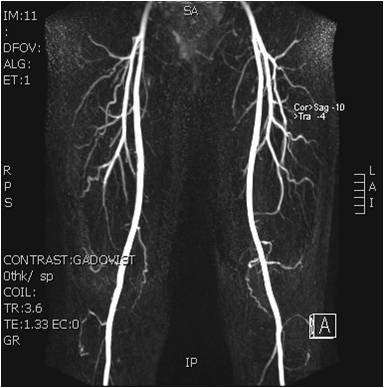 IM:11
SA
:
DFOV:
ALG:
ET:1
Cor>Sag -10
>Tra -4
R
P
S
L
A
I
CONTRAST:GADOVIST
0thk/ sp
COIL:
TR:3.6
TE:1.33 EC:0
GR
A
IP